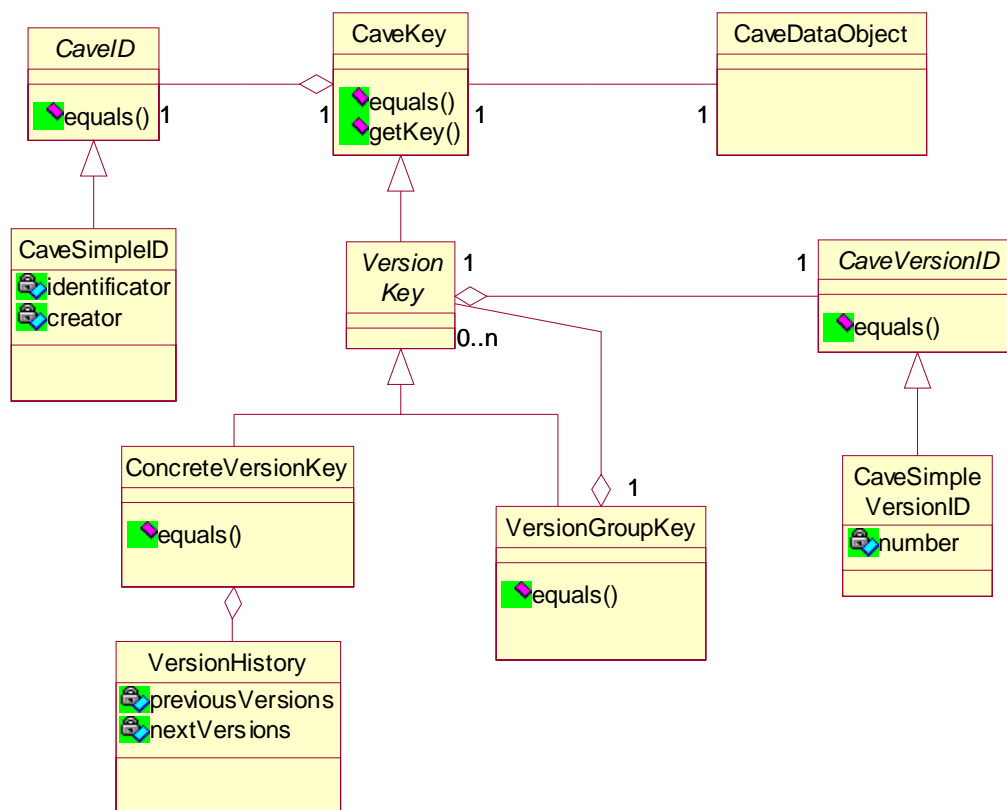 CaveID
equals()
1
CaveKey
equals()
getKey()
1
1
CaveDataObject
1
CaveSimpleID
identificator
creator
Version
Key
1
0..n
1
CaveVersionID
equals()
ConcreteVersionKey
equals()
VersionGroupKey
equals()
1
CaveSimple
VersionID
number
VersionHistory
previousVersions
nextVersions